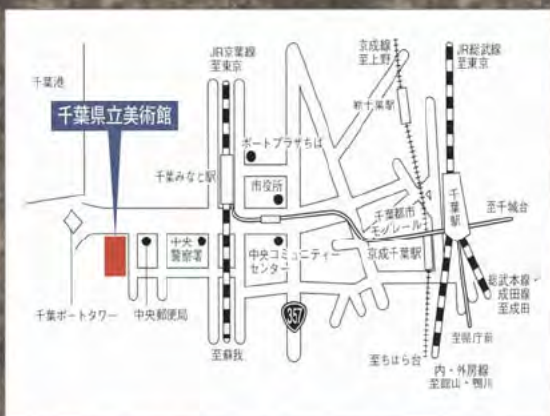 JR京葉線
至東京
京成線
至上野
JR総武線
至東京
千葉港
新千葉駅
千葉県立美術館
ポートプラザちば
千葉みなと駅
市役所
千葉都市
モノレール
千葉駅
至千城台
中央
警察署
中央コミュニティー
センター
京成千葉駅
総武本線・
成田線
至成田
千葉ポートタワー
中央郵便局
357
至県庁前
至蘇我
至ちはら台
内・外房線
至館山・鴨川